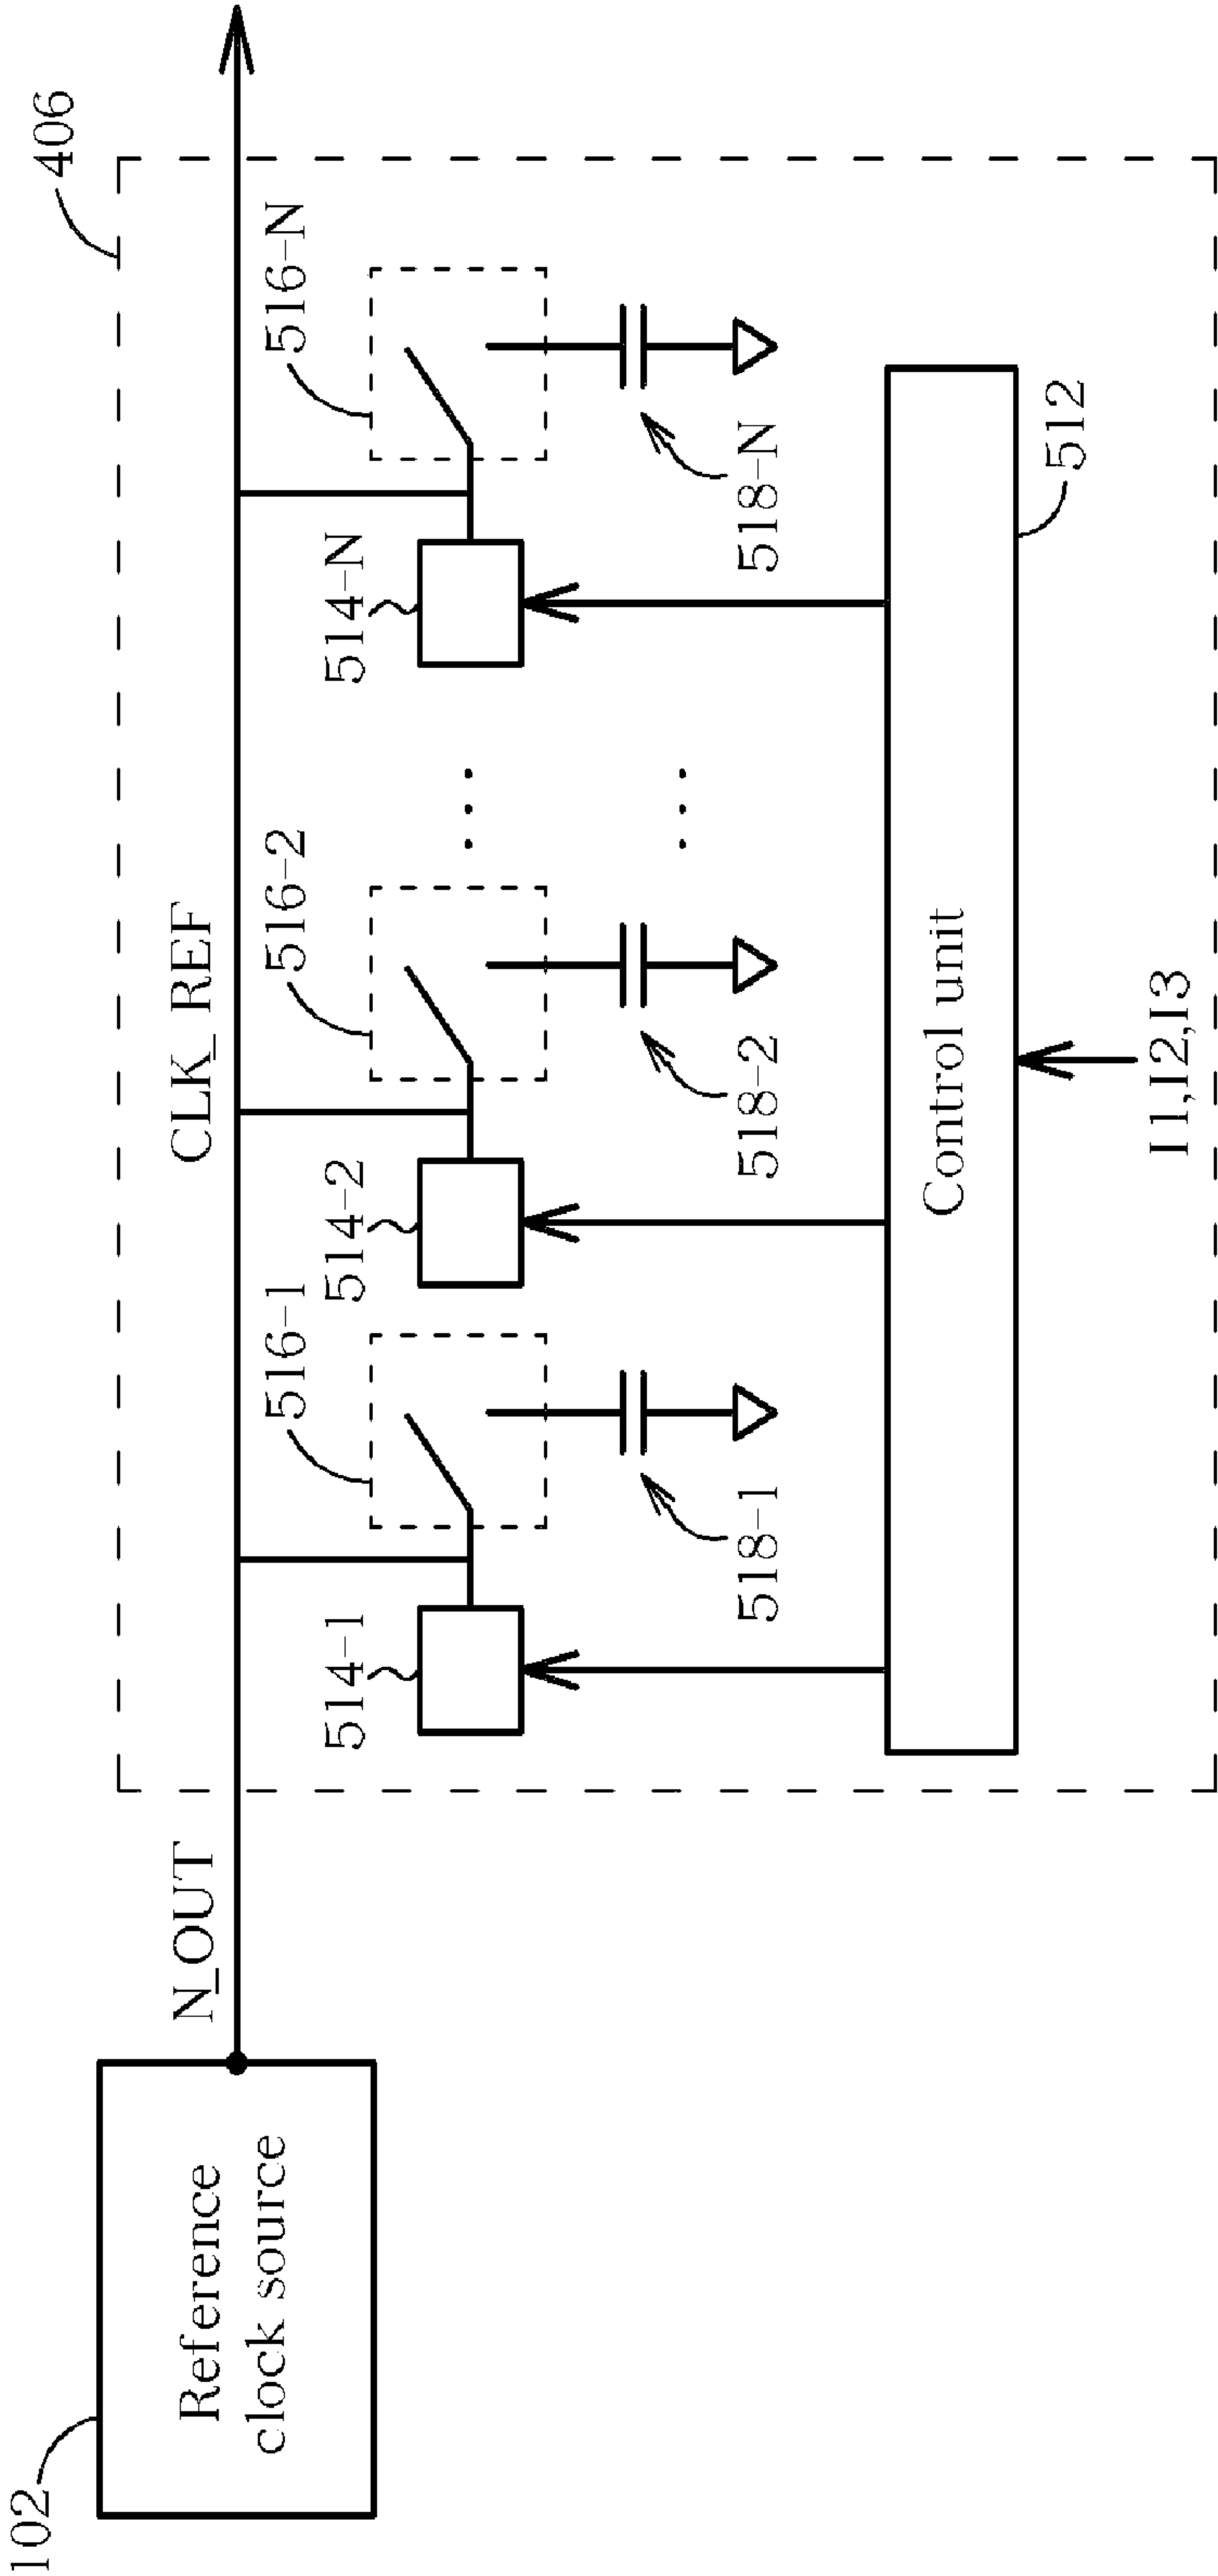 102
Reference
clock source
N_OUT
CLK_REF
406
514-1
516-1
518-1
514-2
516-2
518-2
514-N
516-N
518-N
...
...
Control unit
512
I1,I2,I3